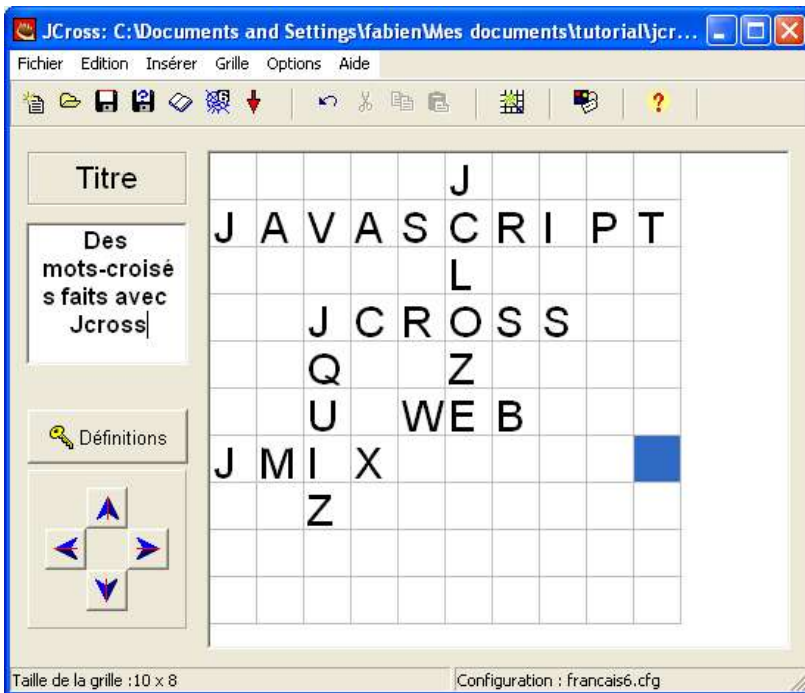 JCross: C:\Documents and Settings\fabien\Mes documents\tutorial\jcr...
Fichier Edition Insérer Grille Options Aide
Titre
Des
mots-croisé
s faits avec
Jcross
Définitions
J
J A V A S C R I P T
L
J C R O S S S
Q Z
U W E B
J M I X
Z
Taille de la grille :10 x 8
Configuration : francais6.cfg